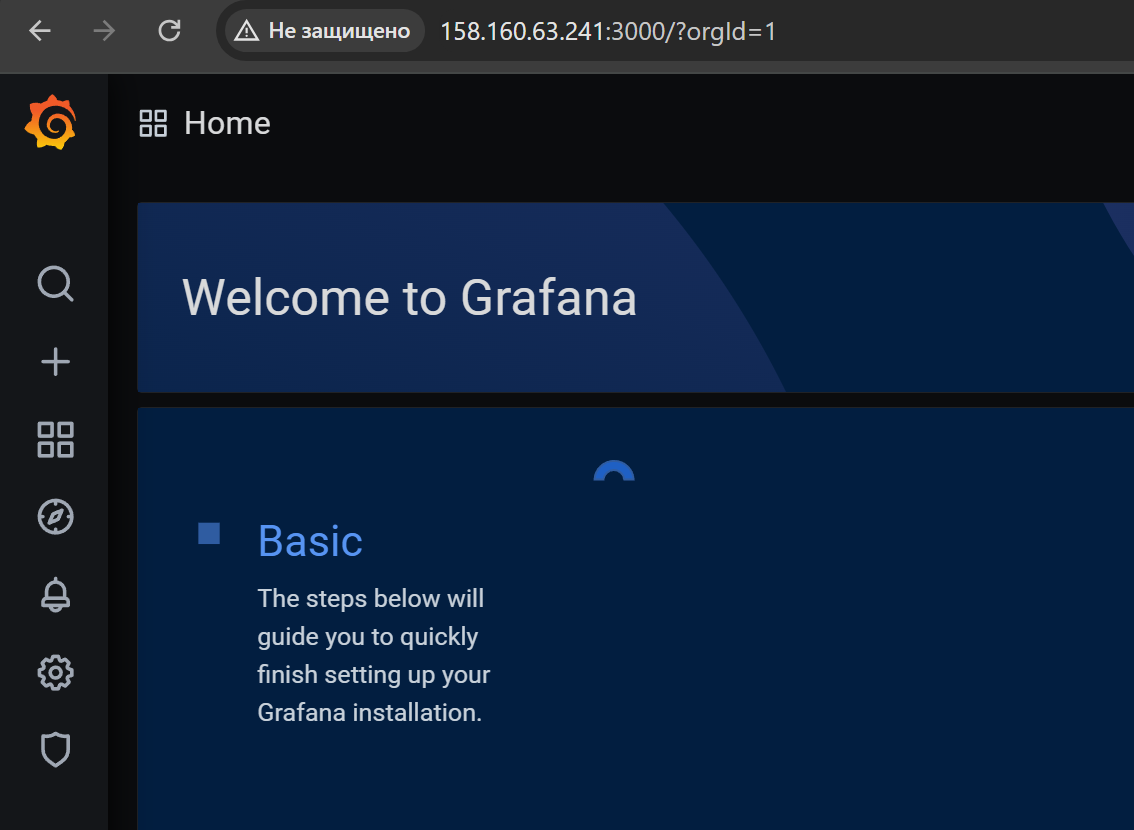 Не защищено 158.160.63.241:3000/?orgId=1
Home
Welcome to Grafana
Basic
The steps below will
guide you to quickly
finish setting up your
Grafana installation.